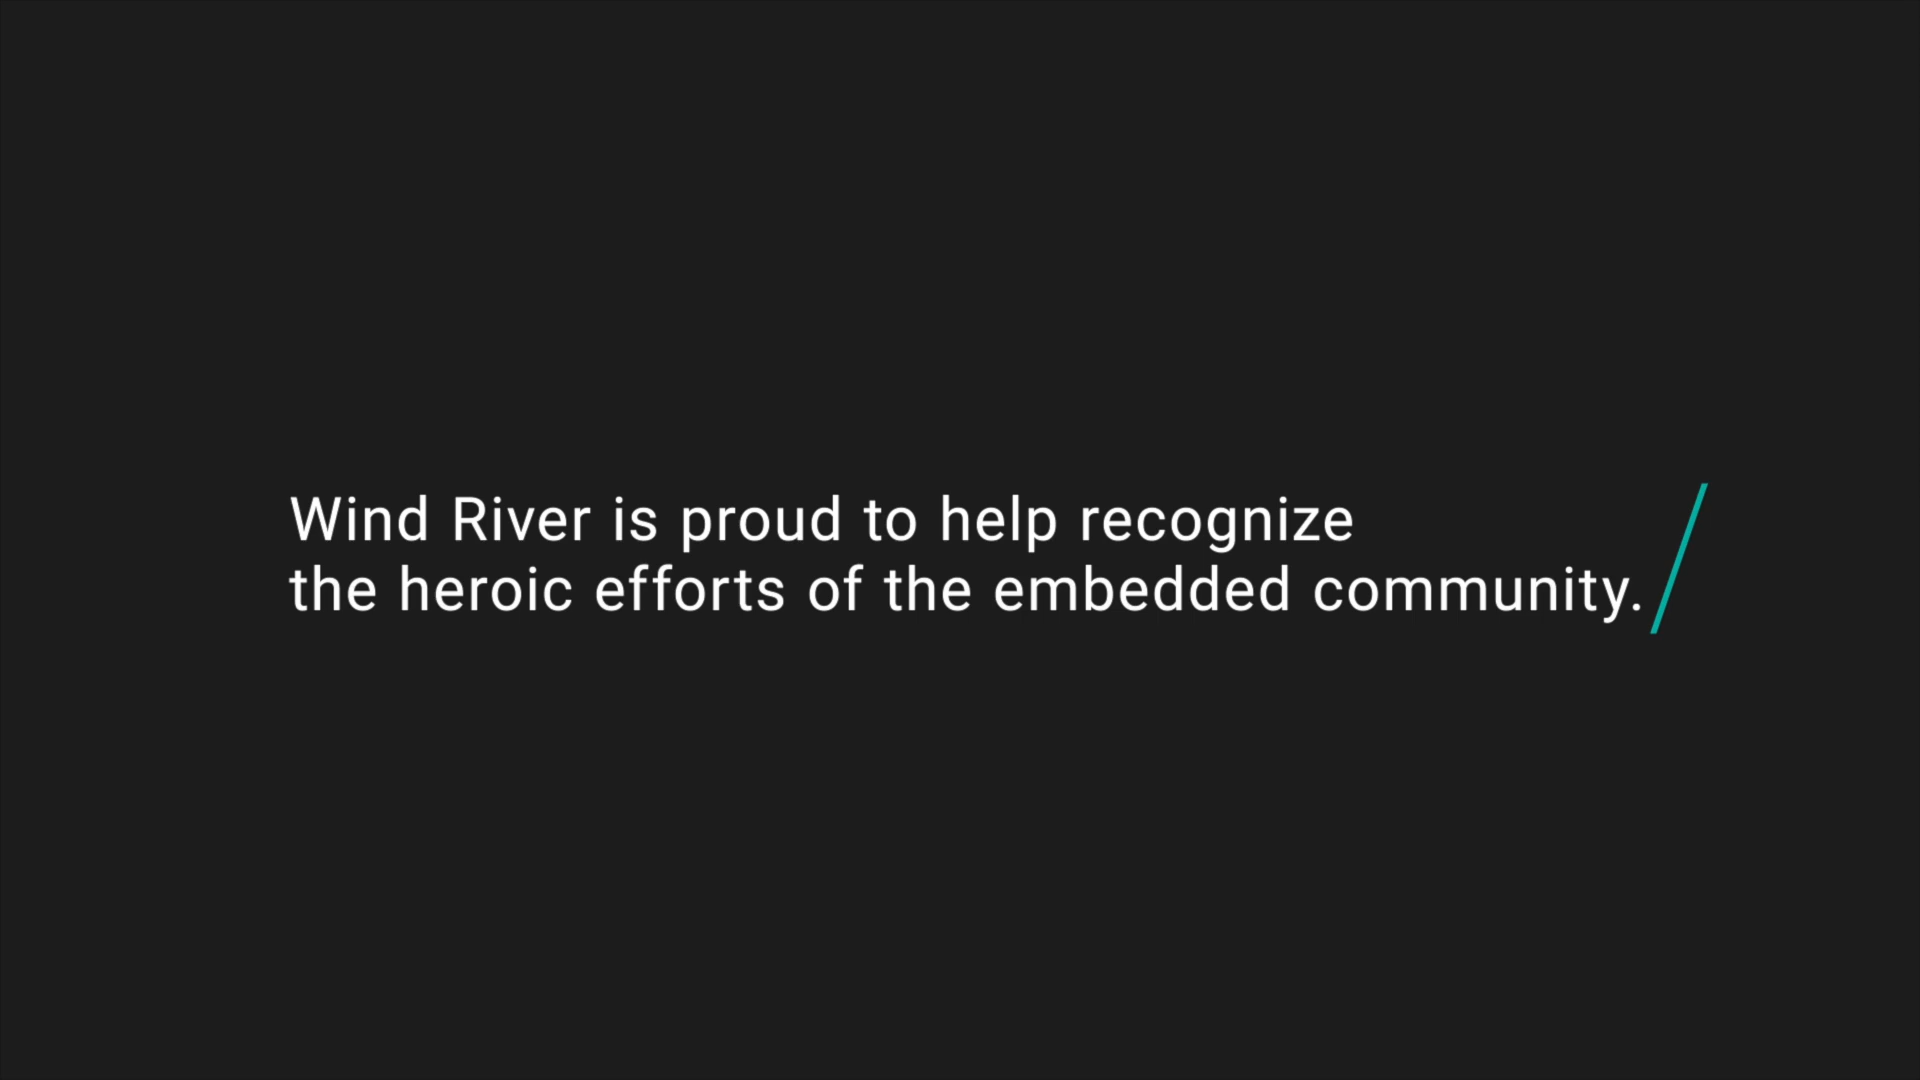 Wind River is proud to help recognize
the heroic efforts of the embedded community.